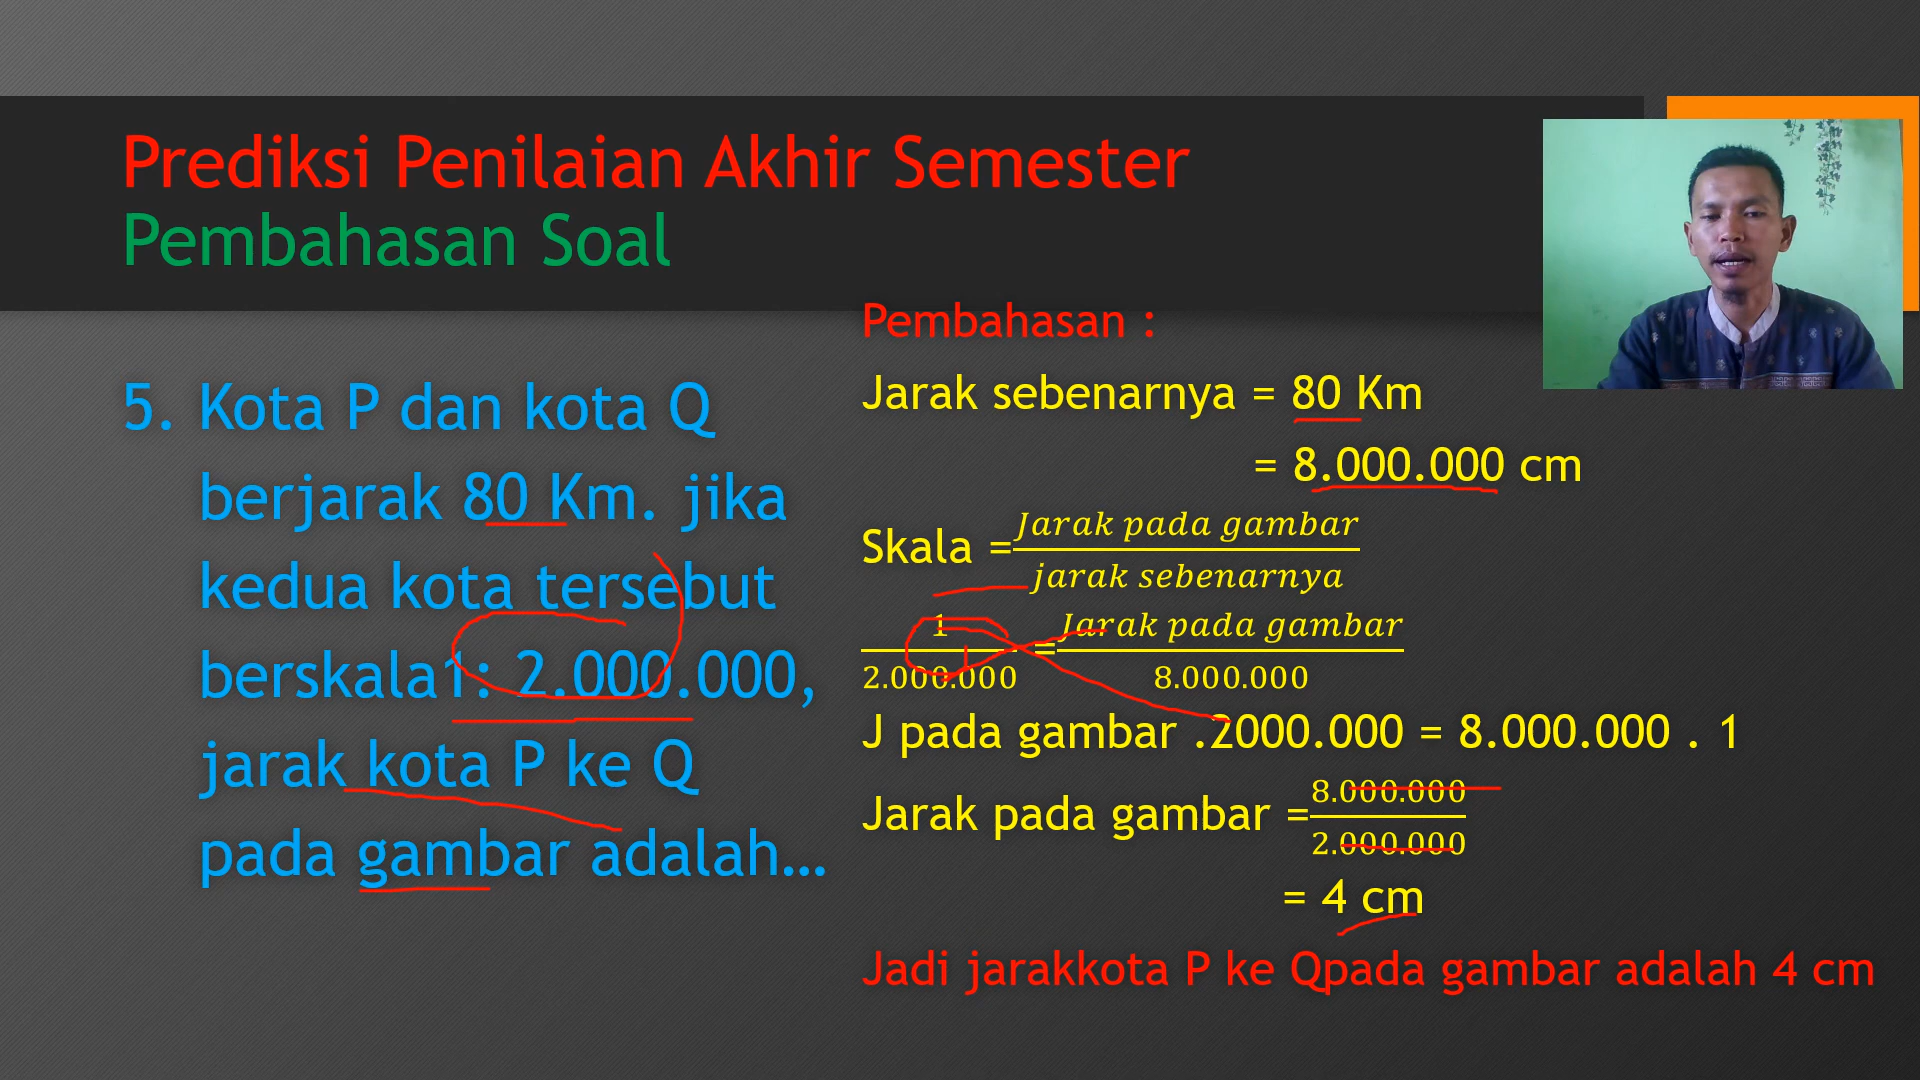 Prediksi Penilaian Akhir Semester
Pembahasan Soal
5. Kota P dan kota Q
berjarak 80 Km. jika
kedua kota tersebut
berskala1: 2.000.000,
jarak kota P ke Q
pada gambar adalah...
Pembahasan :
Jarak sebenarnya = 80 Km
= 8.000.000 cm
Skala = Jarak pada gambar / jarak sebenarnya
1 / 2.000.000 = Jarak pada gambar / 8.000.000
J pada gambar .2000.000 = 8.000.000 . 1
Jarak pada gambar = 8.000.000 / 2.000.000
= 4 cm
Jadi jarakkota P ke Qpada gambar adalah 4 cm